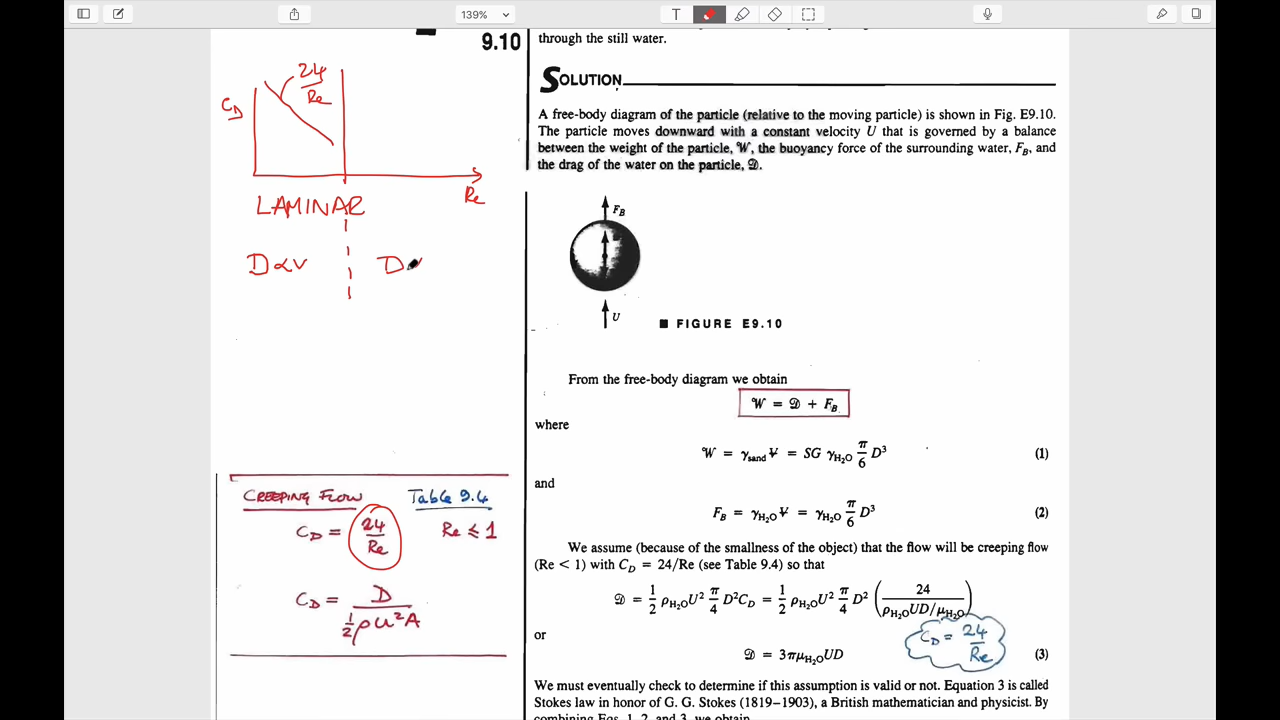 139%
T
9.10
through the still water.
SOLUTION
A free-body diagram of the particle (relative to the moving particle) is shown in Fig. E9.10.
The particle moves downward with a constant velocity U that is governed by a balance
between the weight of the particle, 𝒲, the buoyancy force of the surrounding water, F_B, and
the drag of the water on the particle, 𝒟.
24
Re
C_D
Re
LAMINAR
D∝V
D
F_B
U
■ FIGURE E9.10
From the free-body diagram we obtain
𝒲 = 𝒟 + F_B
where
𝒲 = γ_sand V̶ = SG γ_H₂O π/6 D³ (1)
and
F_B = γ_H₂O V̶ = γ_H₂O π/6 D³ (2)
We assume (because of the smallness of the object) that the flow will be creeping flow
(Re < 1) with C_D = 24/Re (see Table 9.4) so that
𝒟 = 1/2 ρ_H₂O U² π/4 D² C_D = 1/2 ρ_H₂O U² π/4 D² (24/(ρ_H₂O UD/μ_H₂O))
or
𝒟 = 3πμ_H₂O UD (3)
C_D = 24/Re
We must eventually check to determine if this assumption is valid or not. Equation 3 is called
Stokes law in honor of G. G. Stokes (1819–1903), a British mathematician and physicist. By
combining Eqs. 1, 2, and 3, we obtain
CREEPING FLOW Table 9.4
C_D = 24/Re Re ⩽ 1
C_D = D/(½ρU²A)